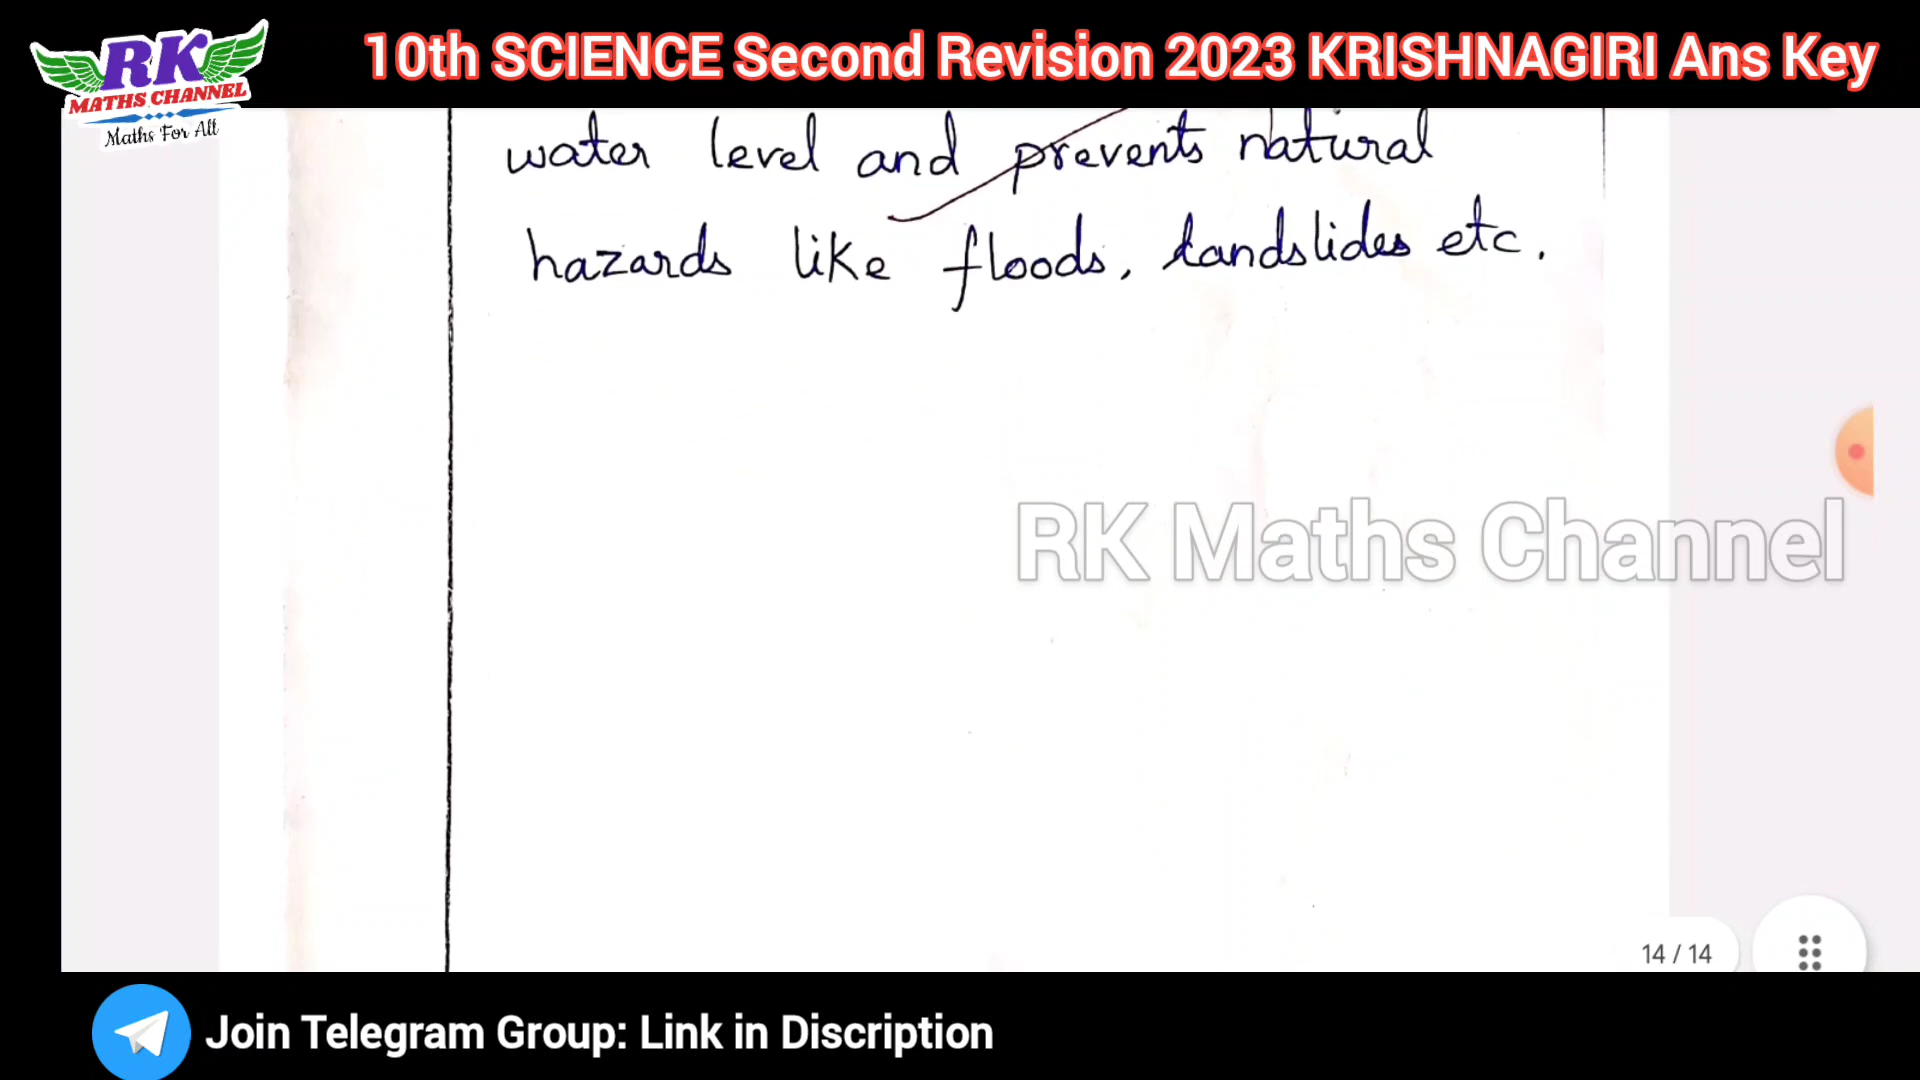 RK
MATHS CHANNEL
Maths For All
10th SCIENCE Second Revision 2023 KRISHNAGIRI Ans Key
water level and prevents natural
hazards like floods, landslides etc.
RK Maths Channel
14 / 14
Join Telegram Group: Link in Discription